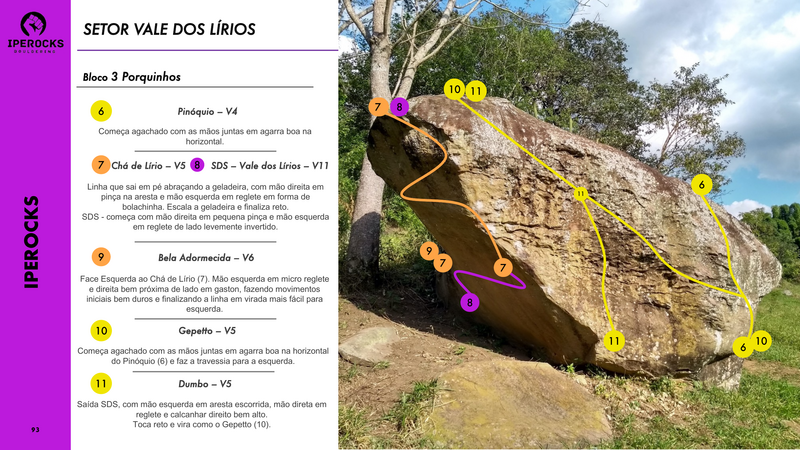 IPEROCKS
BOULDERING
SETOR VALE DOS LÍRIOS
Bloco 3 Porquinhos
6 Pinóquio – V4
Começa agachado com as mãos juntas em agarra boa na
horizontal.
7 Chá de Lírio – V5 8 SDS – Vale dos Lírios – V11
Linha que sai em pé abraçando a geladeira, com mão direita em
pinça na aresta e mão esquerda em reglete em forma de
bolachinha. Escala a geladeira e finaliza reto.
SDS - começa com mão direita em pequena pinça e mão esquerda
em reglete de lado levemente invertido.
9 Bela Adormecida – V6
Face Esquerda ao Chá de Lírio (7). Mão esquerda em micro reglete
e direita bem próxima de lado em gaston, fazendo movimentos
iniciais bem duros e finalizando a linha em virada mais fácil para
esquerda.
10 Gepetto – V5
Começa agachado com as mãos juntas em agarra boa na horizontal
do Pinóquio (6) e faz a travessia para a esquerda.
11 Dumbo – V5
Saída SDS, com mão esquerda em aresta escorrida, mão direta em
reglete e calcanhar direito bem alto.
Toca reto e vira como o Gepetto (10).
IPEROCKS
93
10 11
7 8
6
11
9
7
7
8
11
6 10